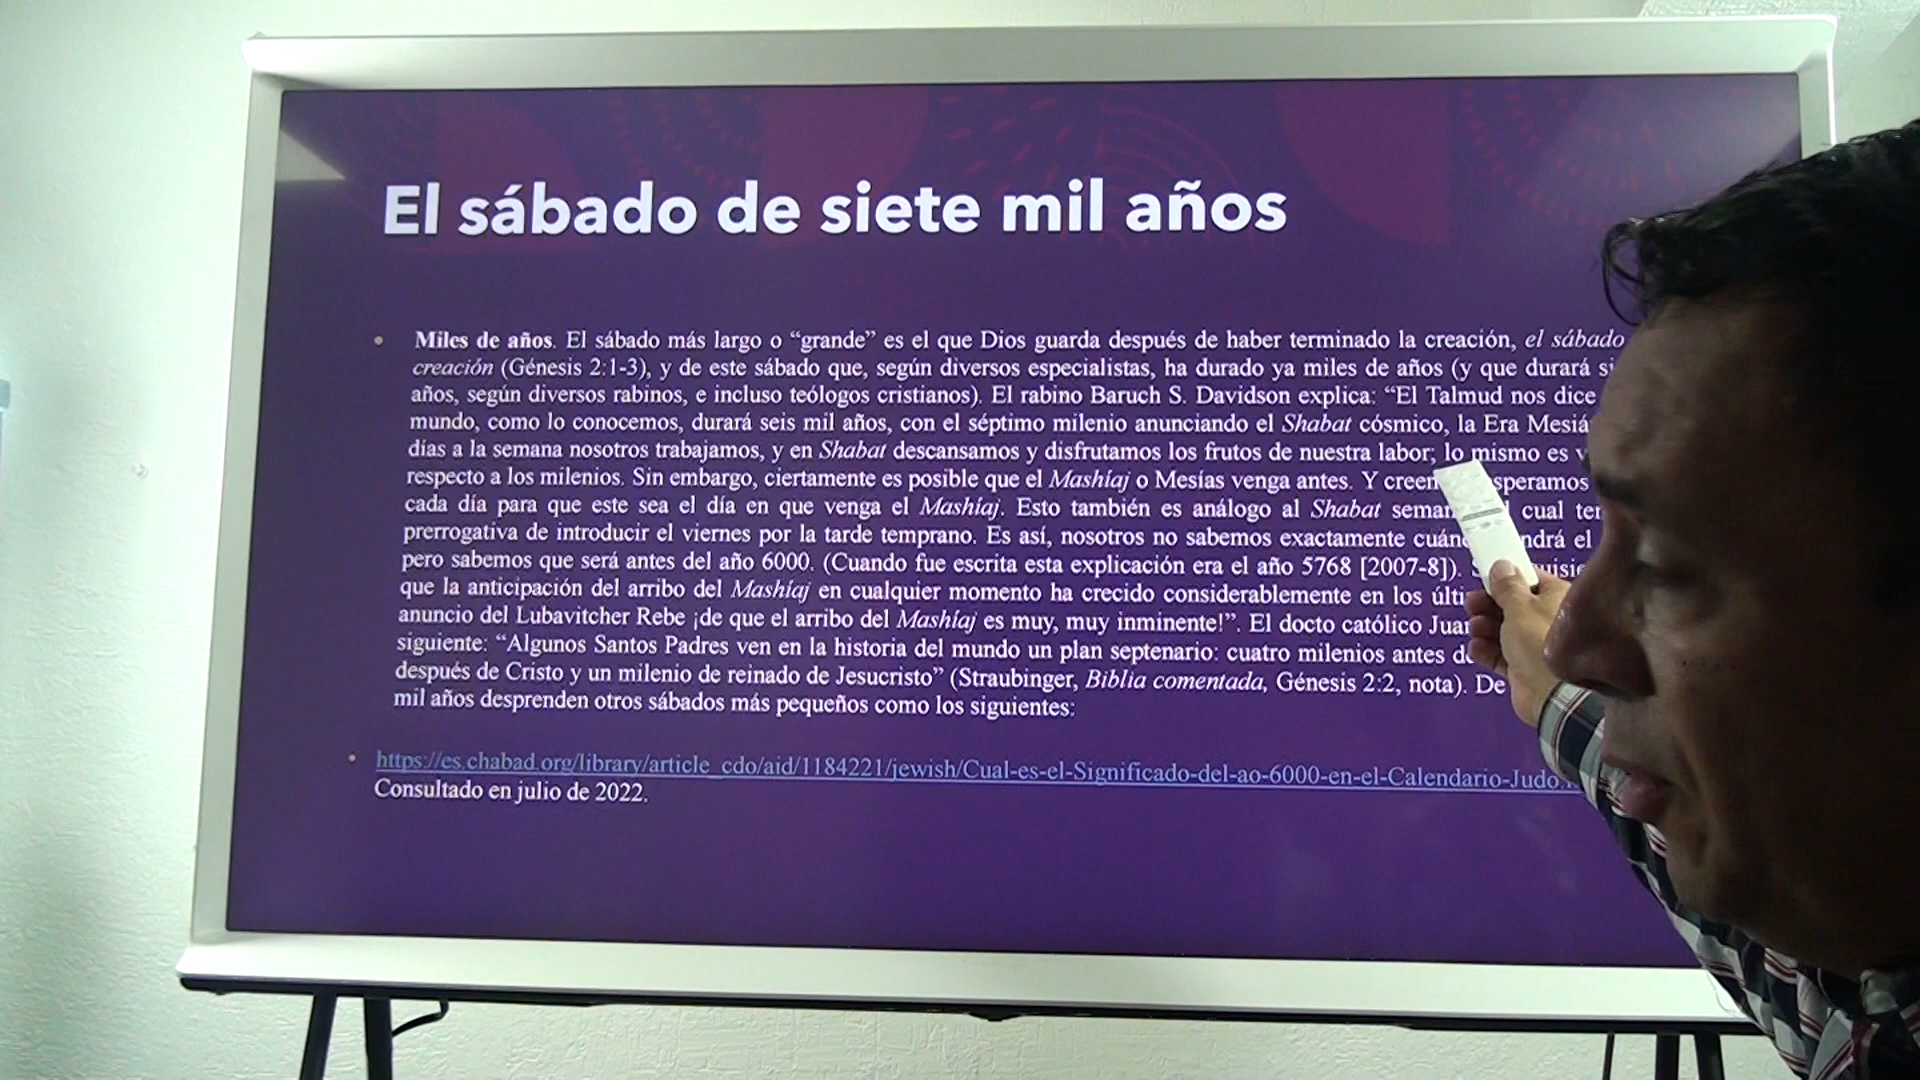 El sábado de siete mil años
Miles de años. El sábado más largo o “grande” es el que Dios guarda después de haber terminado la creación, el sábado
creación (Génesis 2:1-3), y de este sábado que, según diversos especialistas, ha durado ya miles de años (y que durará
años, según diversos rabinos, e incluso teólogos cristianos). El rabino Baruch S. Davidson explica: “El Talmud nos dice
mundo, como lo conocemos, durará seis mil años, con el séptimo milenio anunciando el Shabat cósmico, la Era
días a la semana nosotros trabajamos, y en Shabat descansamos y disfrutamos los frutos de nuestra labor; lo mismo es
respecto a los milenios. Sin embargo, ciertamente es posible que el Mashíaj o Mesías venga antes. Y
cada día para que este sea el día en que venga el Mashíaj. Esto también es análogo al Shabat cual
prerrogativa de introducir el viernes por la tarde temprano. Es así, nosotros no sabemos exactamente el
pero sabemos que será antes del año 6000. (Cuando fue escrita esta explicación era el año 5768 [2007-8]).
que la anticipación del arribo del Mashíaj en cualquier momento ha crecido considerablemente en los
anuncio del Lubavitcher Rebe ¡de que el arribo del Mashíaj es muy, muy inminente!”. El docto católico
siguiente: “Algunos Santos Padres ven en la historia del mundo un plan septenario: cuatro milenios antes
después de Cristo y un milenio de reinado de Jesucristo” (Straubinger, Biblia comentada, Génesis 2:2, nota). De
mil años desprenden otros sábados más pequeños como los siguientes:
https://es.chabad.org/library/article_cdo/aid/1184221/jewish/Cual-es-el-Significado-del-ao-6000-en-el-Calendario-Judo.
Consultado en julio de 2022.